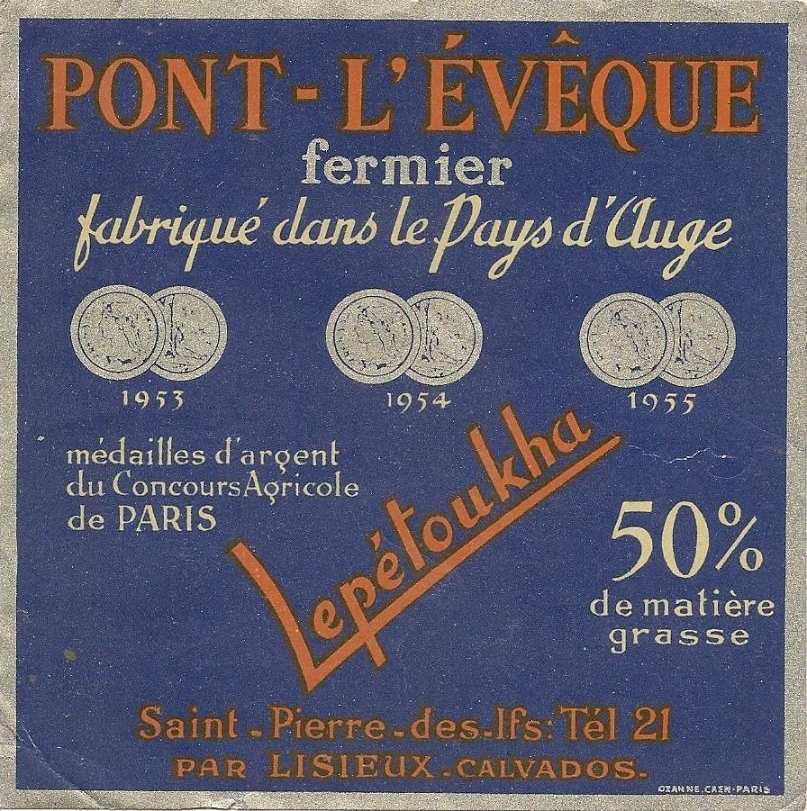 PONT-L'ÉVÊQUE
fermier
fabriqué dans le Pays d'Auge
1953 1954 1955
médailles d'argent
du Concours Agricole
de PARIS
Lepétoukha
50%
de matière
grasse
Saint-Pierre-des-Ifs: Tél 21
PAR LISIEUX-CALVADOS-
OZANNE.CAEN-PARIS